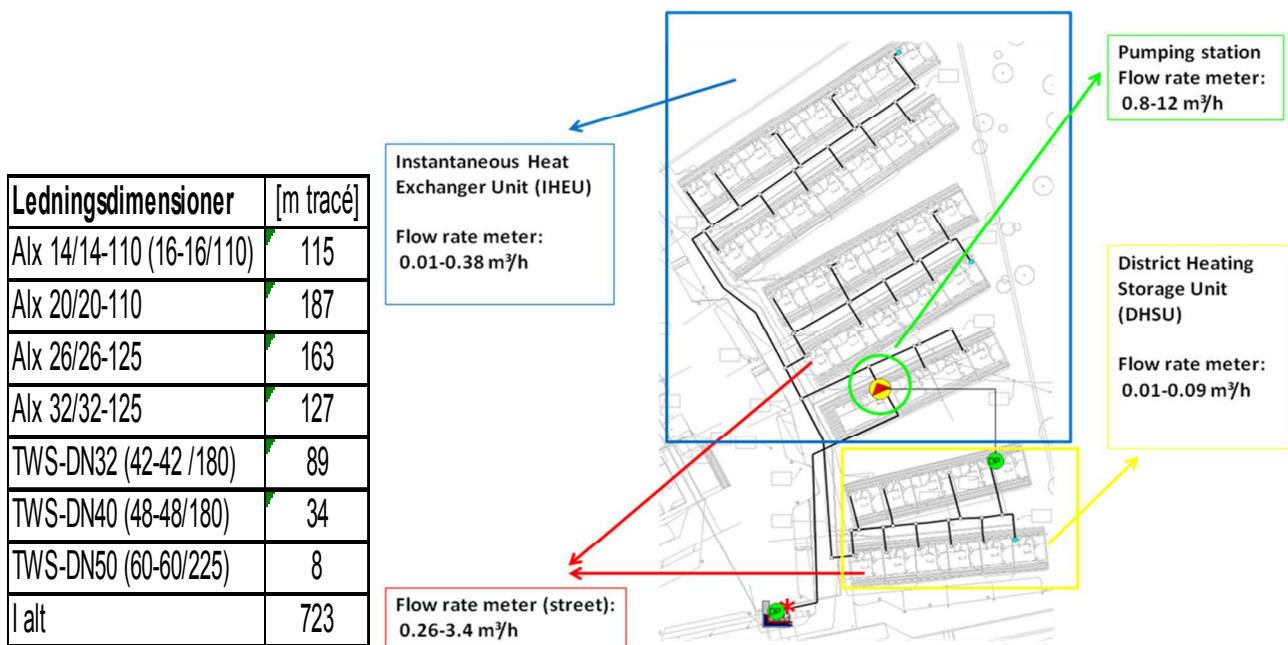 Ledningsdimensioner [m tracé]
Alx 14/14-110 (16-16/110) 115
Alx 20/20-110 187
Alx 26/26-125 163
Alx 32/32-125 127
TWS-DN32 (42-42 /180) 89
TWS-DN40 (48-48/180) 34
TWS-DN50 (60-60/225) 8
I alt 723
Instantaneous Heat
Exchanger Unit (IHEU)
Flow rate meter:
0.01-0.38 m³/h
Flow rate meter (street):
0.26-3.4 m³/h
DP
DP
Pumping station
Flow rate meter:
0.8-12 m³/h
District Heating
Storage Unit
(DHSU)
Flow rate meter:
0.01-0.09 m³/h